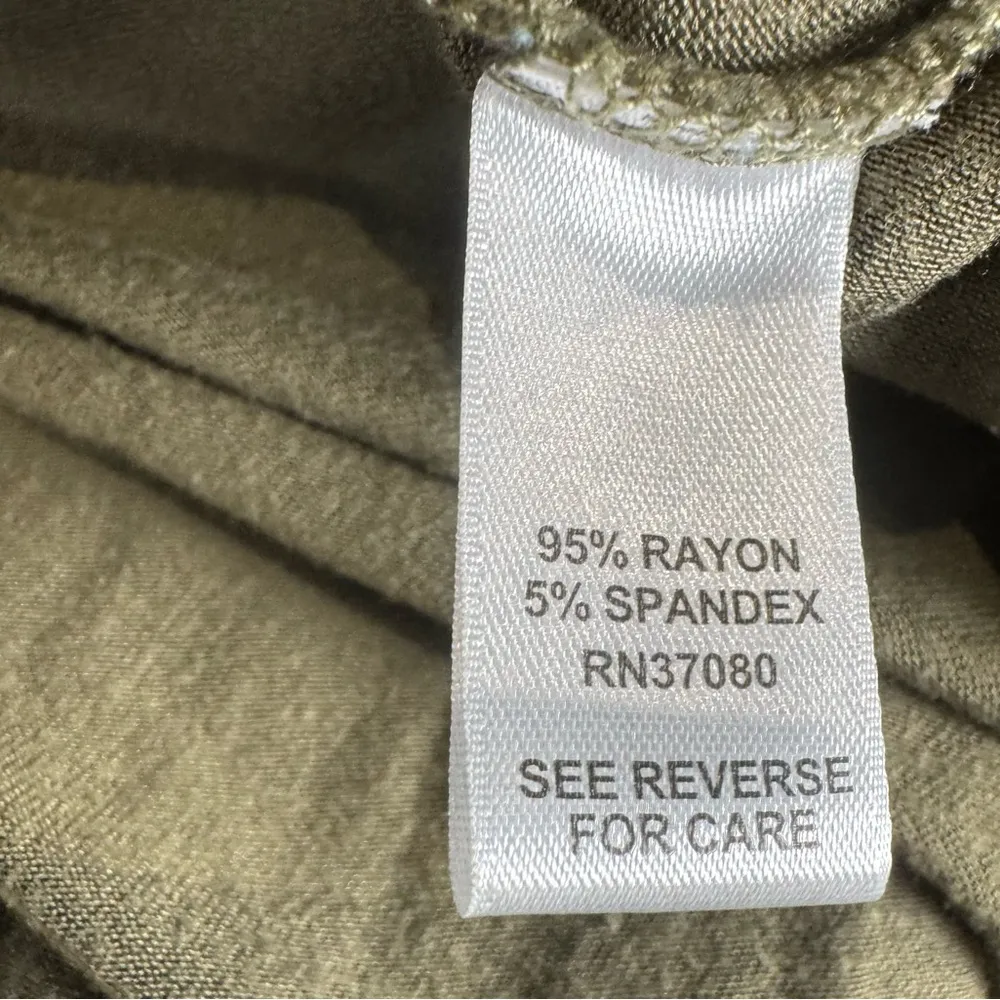 95% RAYON
5% SPANDEX
RN37080
SEE REVERSE
FOR CARE